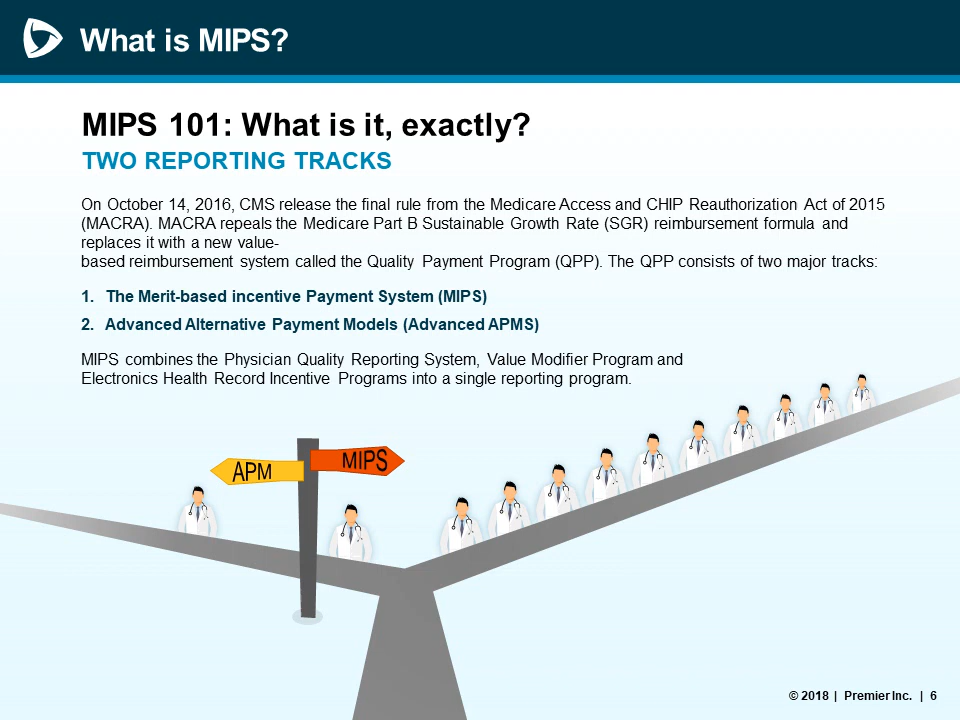 What is MIPS?
MIPS 101: What is it, exactly?
TWO REPORTING TRACKS
On October 14, 2016, CMS release the final rule from the Medicare Access and CHIP Reauthorization Act of 2015
(MACRA). MACRA repeals the Medicare Part B Sustainable Growth Rate (SGR) reimbursement formula and
replaces it with a new value-
based reimbursement system called the Quality Payment Program (QPP). The QPP consists of two major tracks:
1. The Merit-based incentive Payment System (MIPS)
2. Advanced Alternative Payment Models (Advanced APMS)
MIPS combines the Physician Quality Reporting System, Value Modifier Program and
Electronics Health Record Incentive Programs into a single reporting program.
APM
MIPS
© 2018 | Premier Inc. | 6